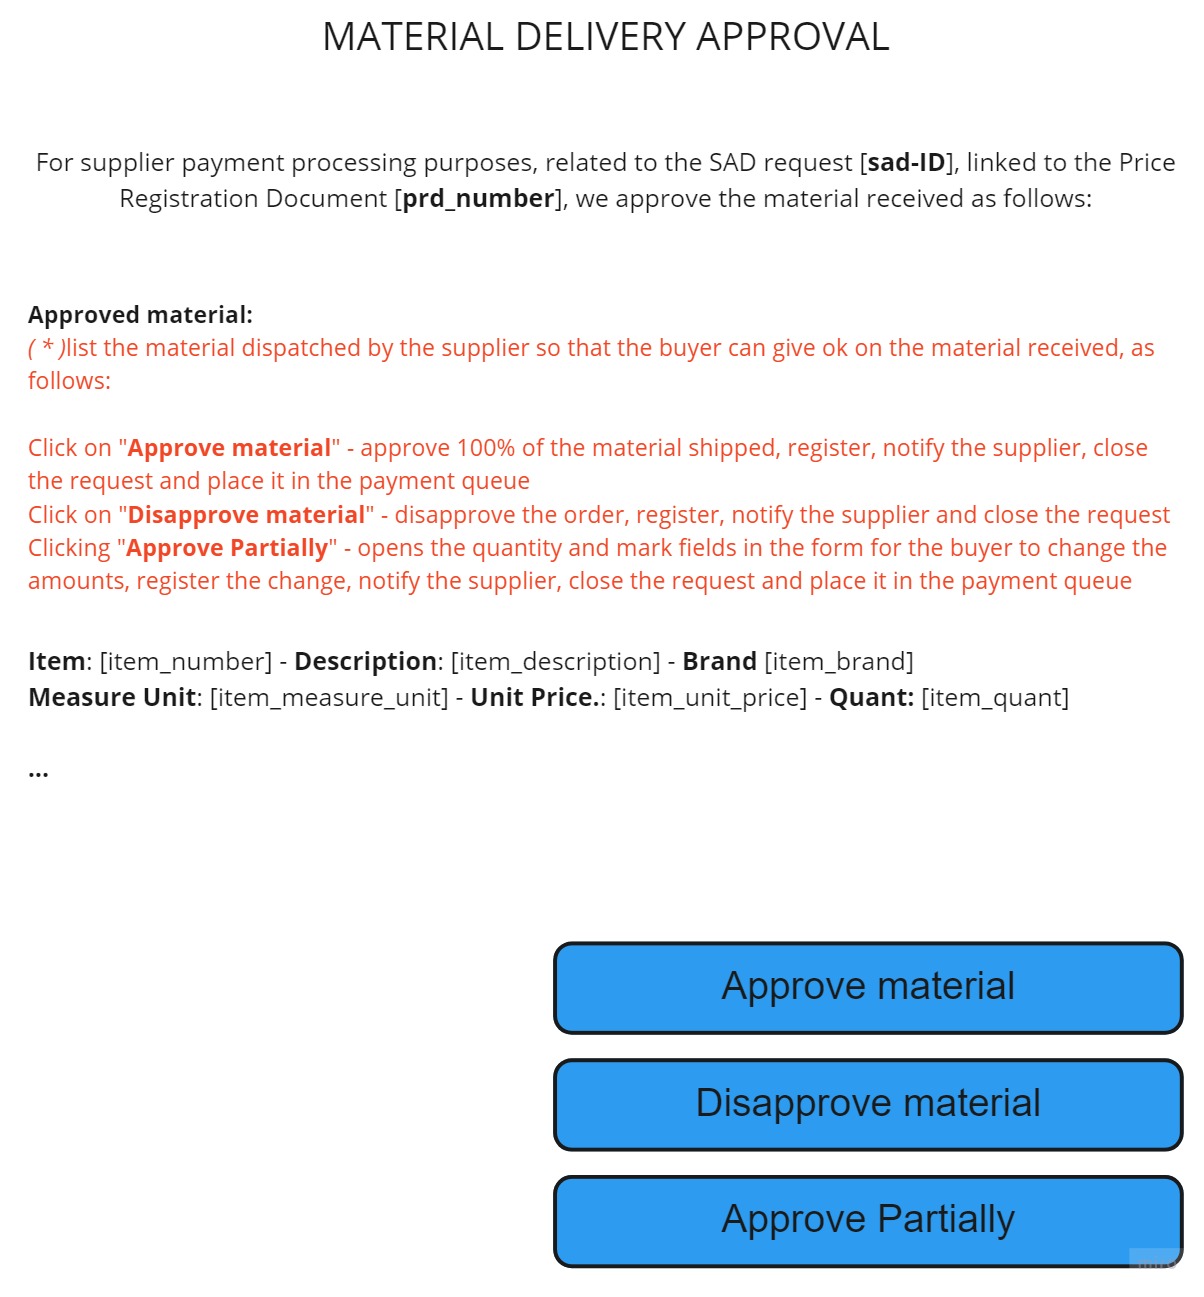 MATERIAL DELIVERY APPROVAL
For supplier payment processing purposes, related to the SAD request [sad-ID], linked to the Price
Registration Document [prd_number], we approve the material received as follows:
Approved material:
( * )list the material dispatched by the supplier so that the buyer can give ok on the material received, as
follows:
Click on "Approve material" - approve 100% of the material shipped, register, notify the supplier, close
the request and place it in the payment queue
Click on "Disapprove material" - disapprove the order, register, notify the supplier and close the request
Clicking "Approve Partially" - opens the quantity and mark fields in the form for the buyer to change the
amounts, register the change, notify the supplier, close the request and place it in the payment queue
Item: [item_number] - Description: [item_description] - Brand [item_brand]
Measure Unit: [item_measure_unit] - Unit Price.: [item_unit_price] - Quant: [item_quant]
...
Approve material
Disapprove material
Approve Partially
miro